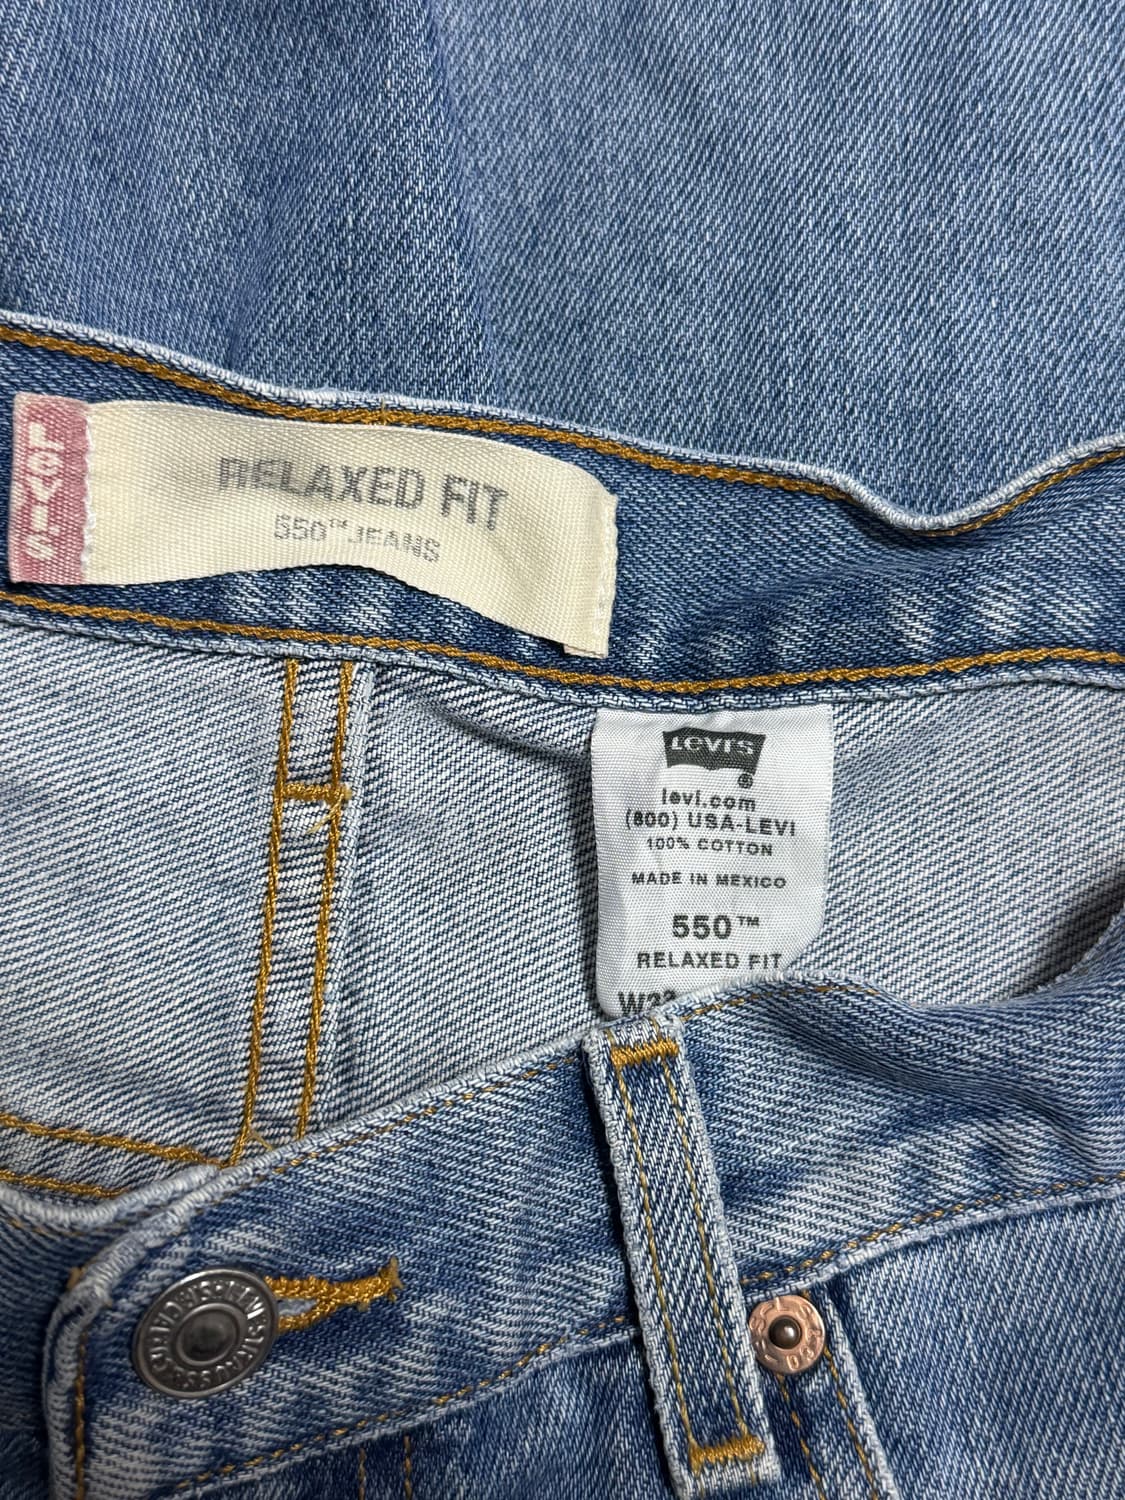 LEVI'S
RELAXED FIT
550™ JEANS
LEVI'S
®
levi.com
(800) USA-LEVI
100% COTTON
MADE IN MEXICO
550™
RELAXED FIT